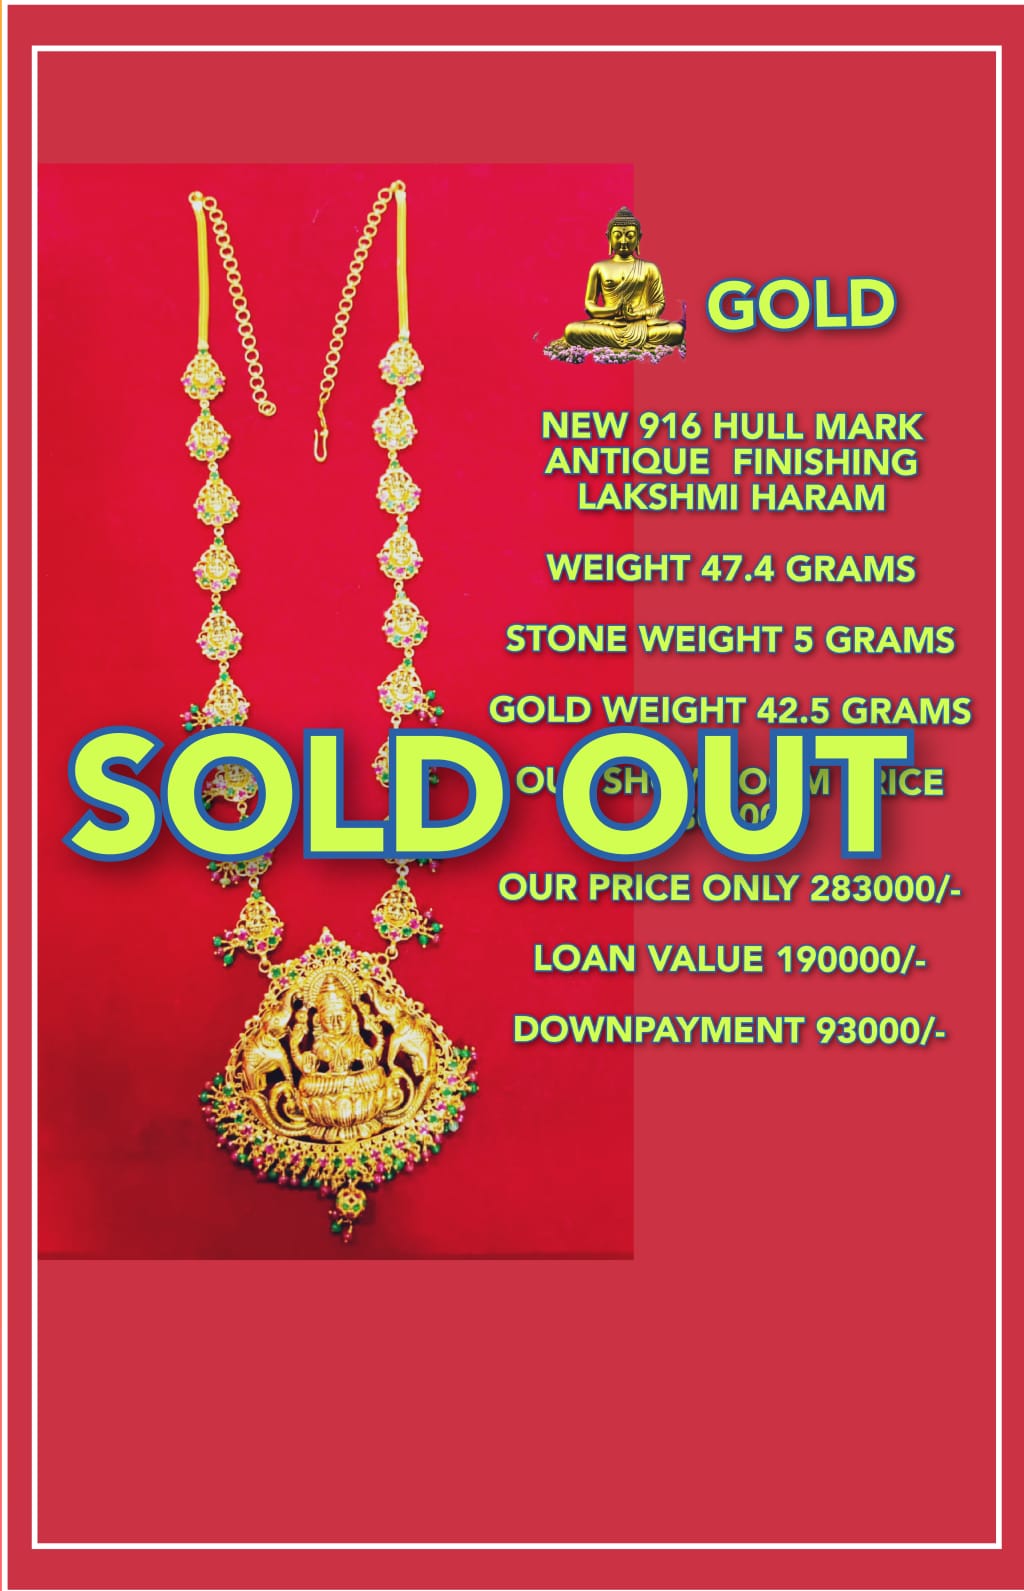 GOLD
NEW 916 HULL MARK
ANTIQUE FINISHING
LAKSHMI HARAM
WEIGHT 47.4 GRAMS
STONE WEIGHT 5 GRAMS
GOLD WEIGHT 42.5 GRAMS
SOLD OUT
OUR PRICE ONLY 283000/-
LOAN VALUE 190000/-
DOWNPAYMENT 93000/-